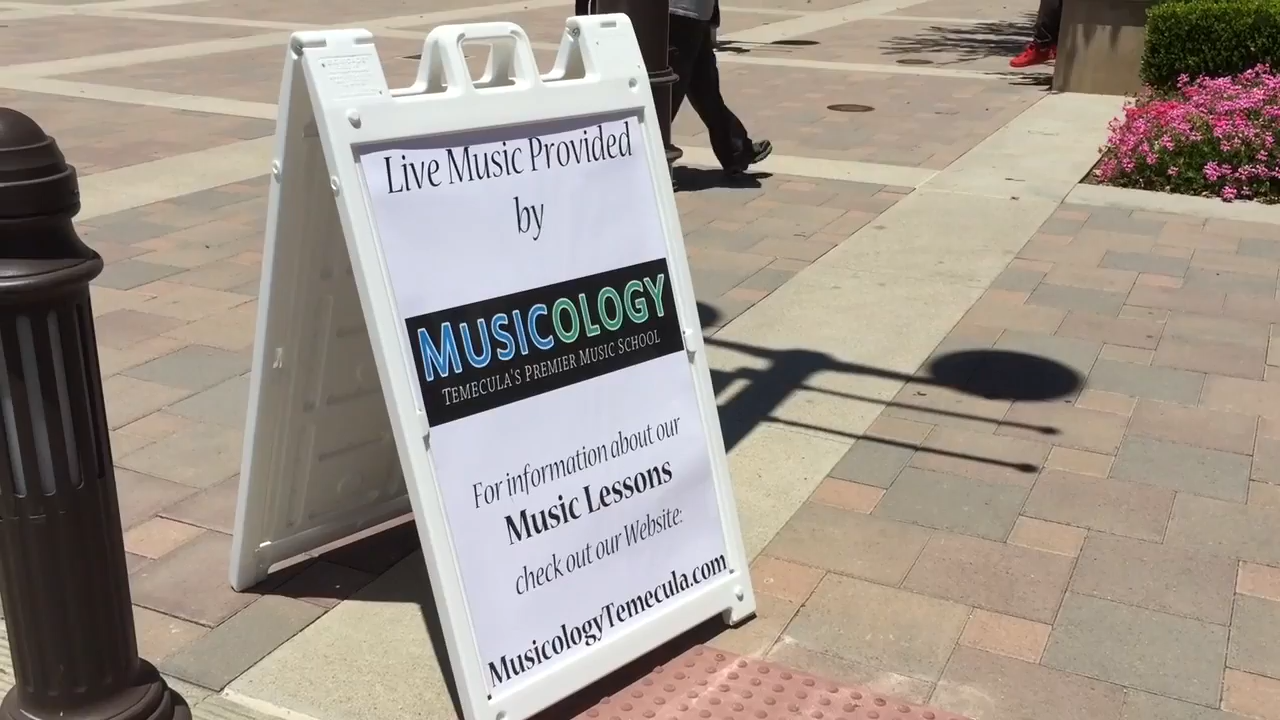 Live Music Provided
by
MUSICOLOGY
TEMECULA'S PREMIER MUSIC SCHOOL
For information about our
Music Lessons
check out our Website:
MusicologyTemecula.com